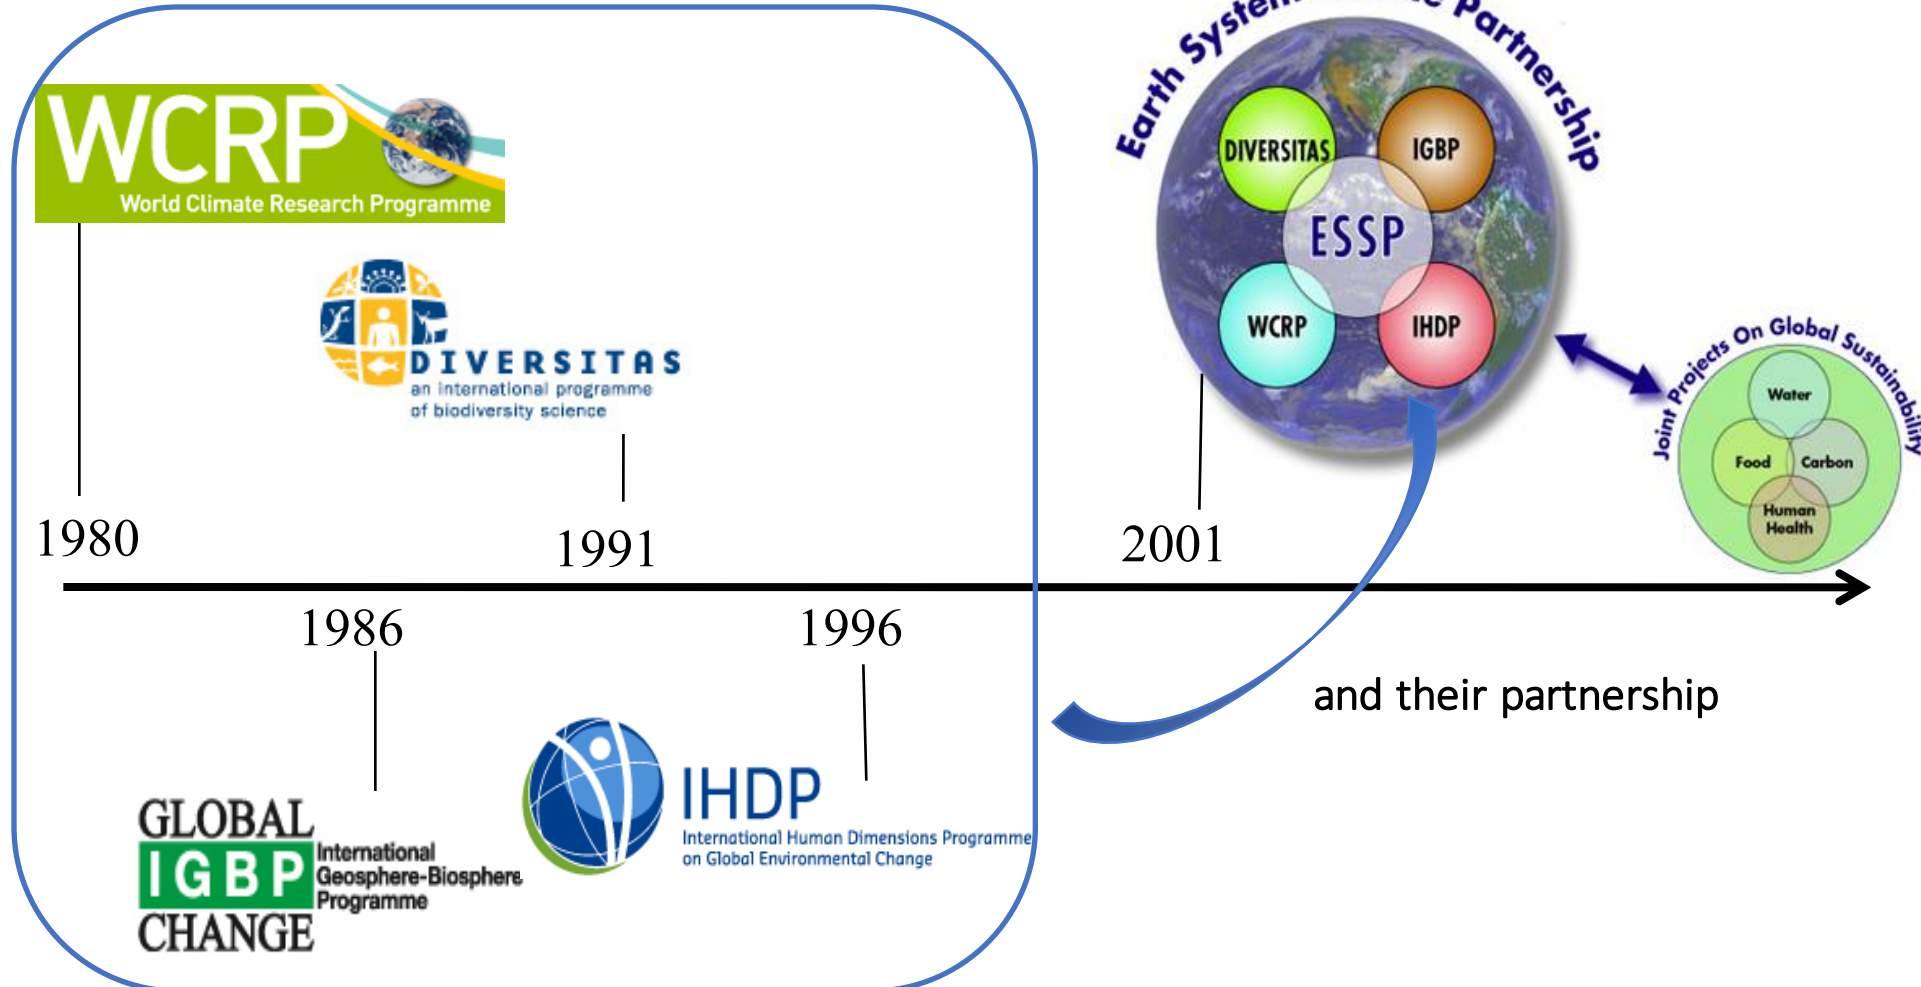 WCRP
World Climate Research Programme
DIVERSITAS
an international programme
of biodiversity science
1980
1991
1986
1996
GLOBAL
IGBP
CHANGE
International
Geosphere-Biosphere
Programme
IHDP
International Human Dimensions Programme
on Global Environmental Change
Earth System Partnership
DIVERSITAS
IGBP
ESSP
WCRP
IHDP
2001
Joint Projects On Global Sustainability
Water
Food
Carbon
Human
Health
and their partnership